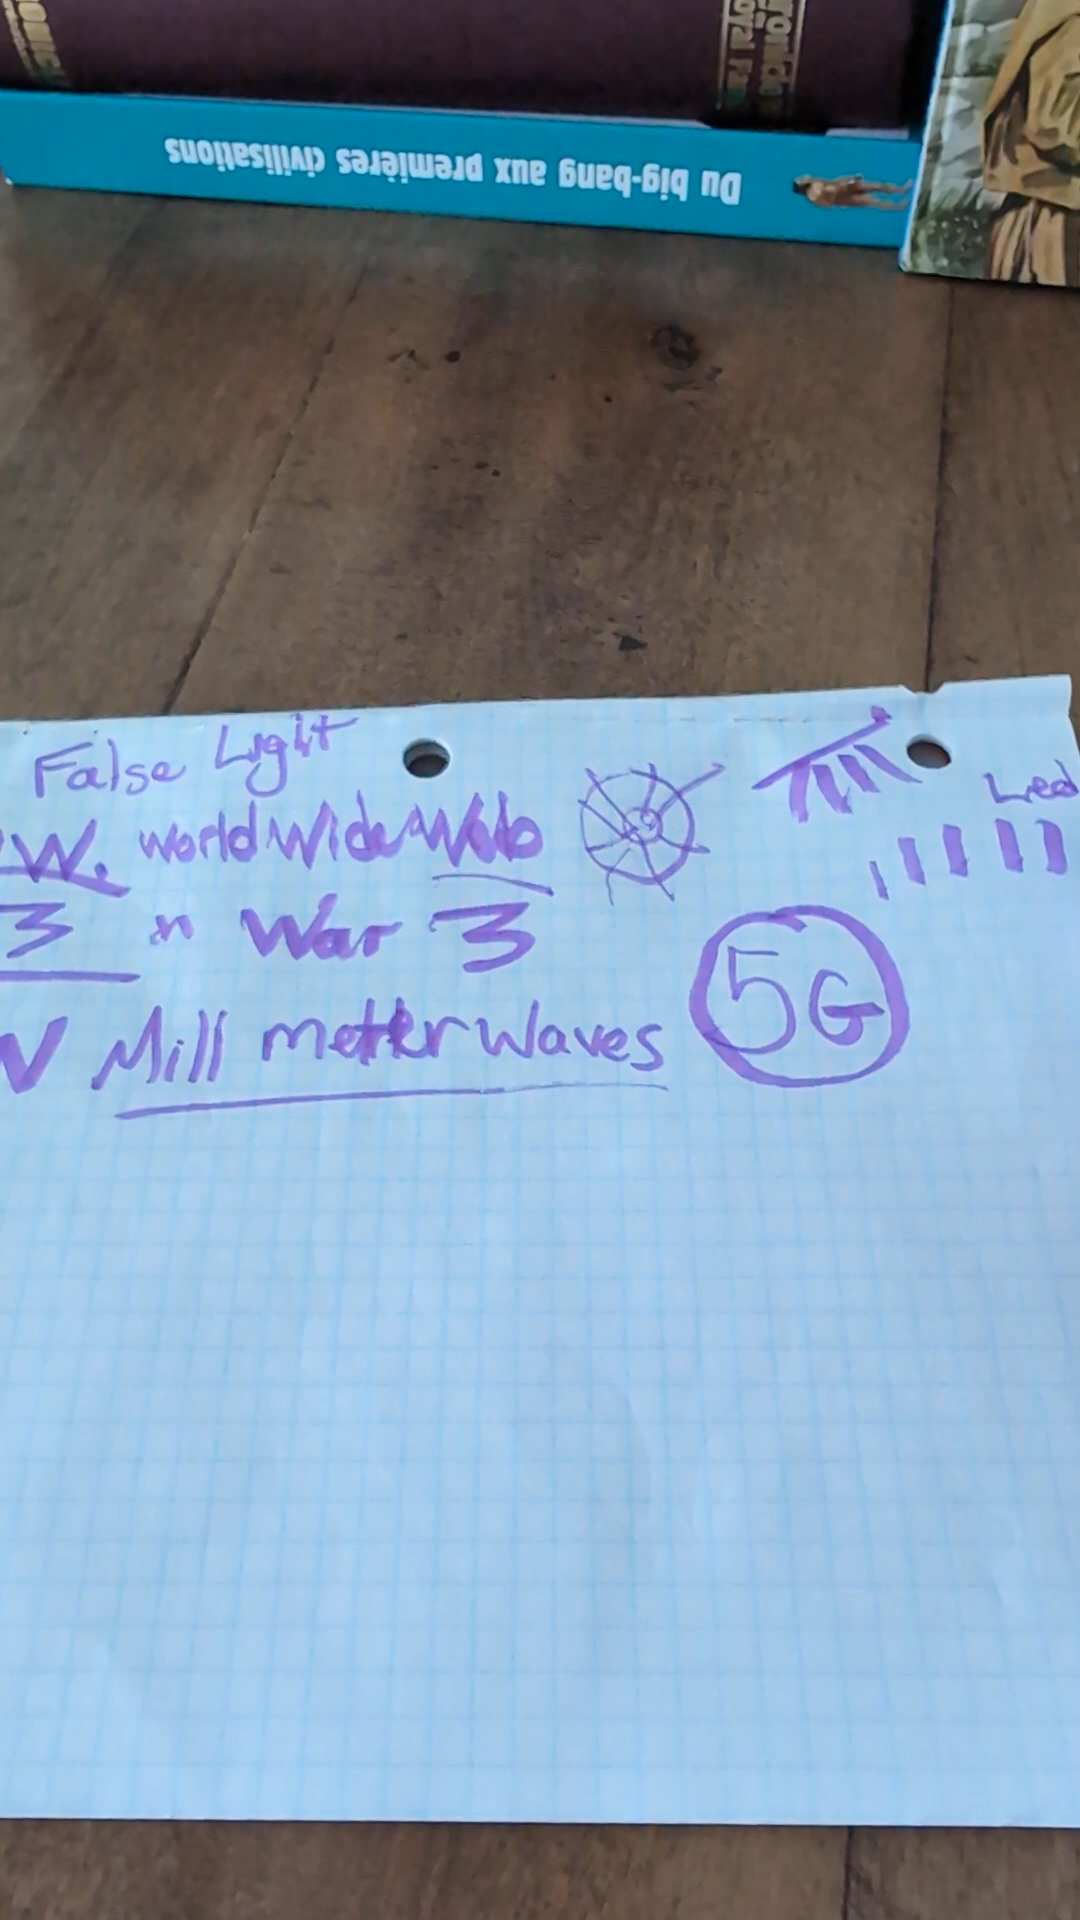 Du big-bang aux premières civilisations
False Light
W. world Wide Web
Led
3 " War 3
5G
Mill meter waves